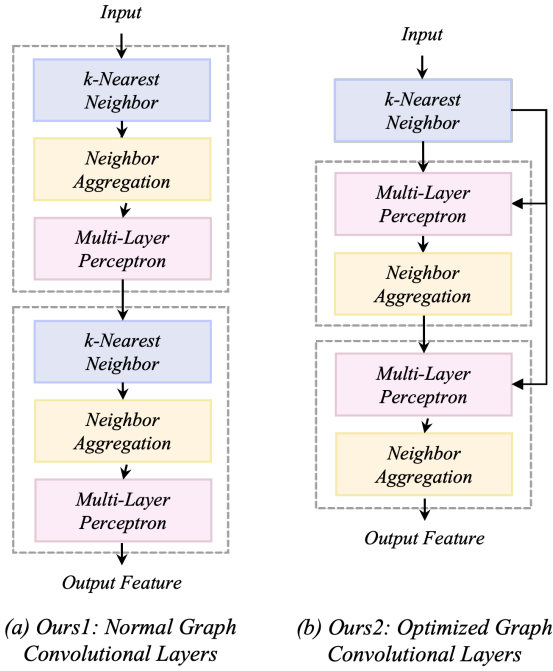 Input
k-Nearest
Neighbor
Neighbor
Aggregation
Multi-Layer
Perceptron
k-Nearest
Neighbor
Neighbor
Aggregation
Multi-Layer
Perceptron
Output Feature
(a) Ours1: Normal Graph
Convolutional Layers
Input
k-Nearest
Neighbor
Multi-Layer
Perceptron
Neighbor
Aggregation
Multi-Layer
Perceptron
Neighbor
Aggregation
Output Feature
(b) Ours2: Optimized Graph
Convolutional Layers